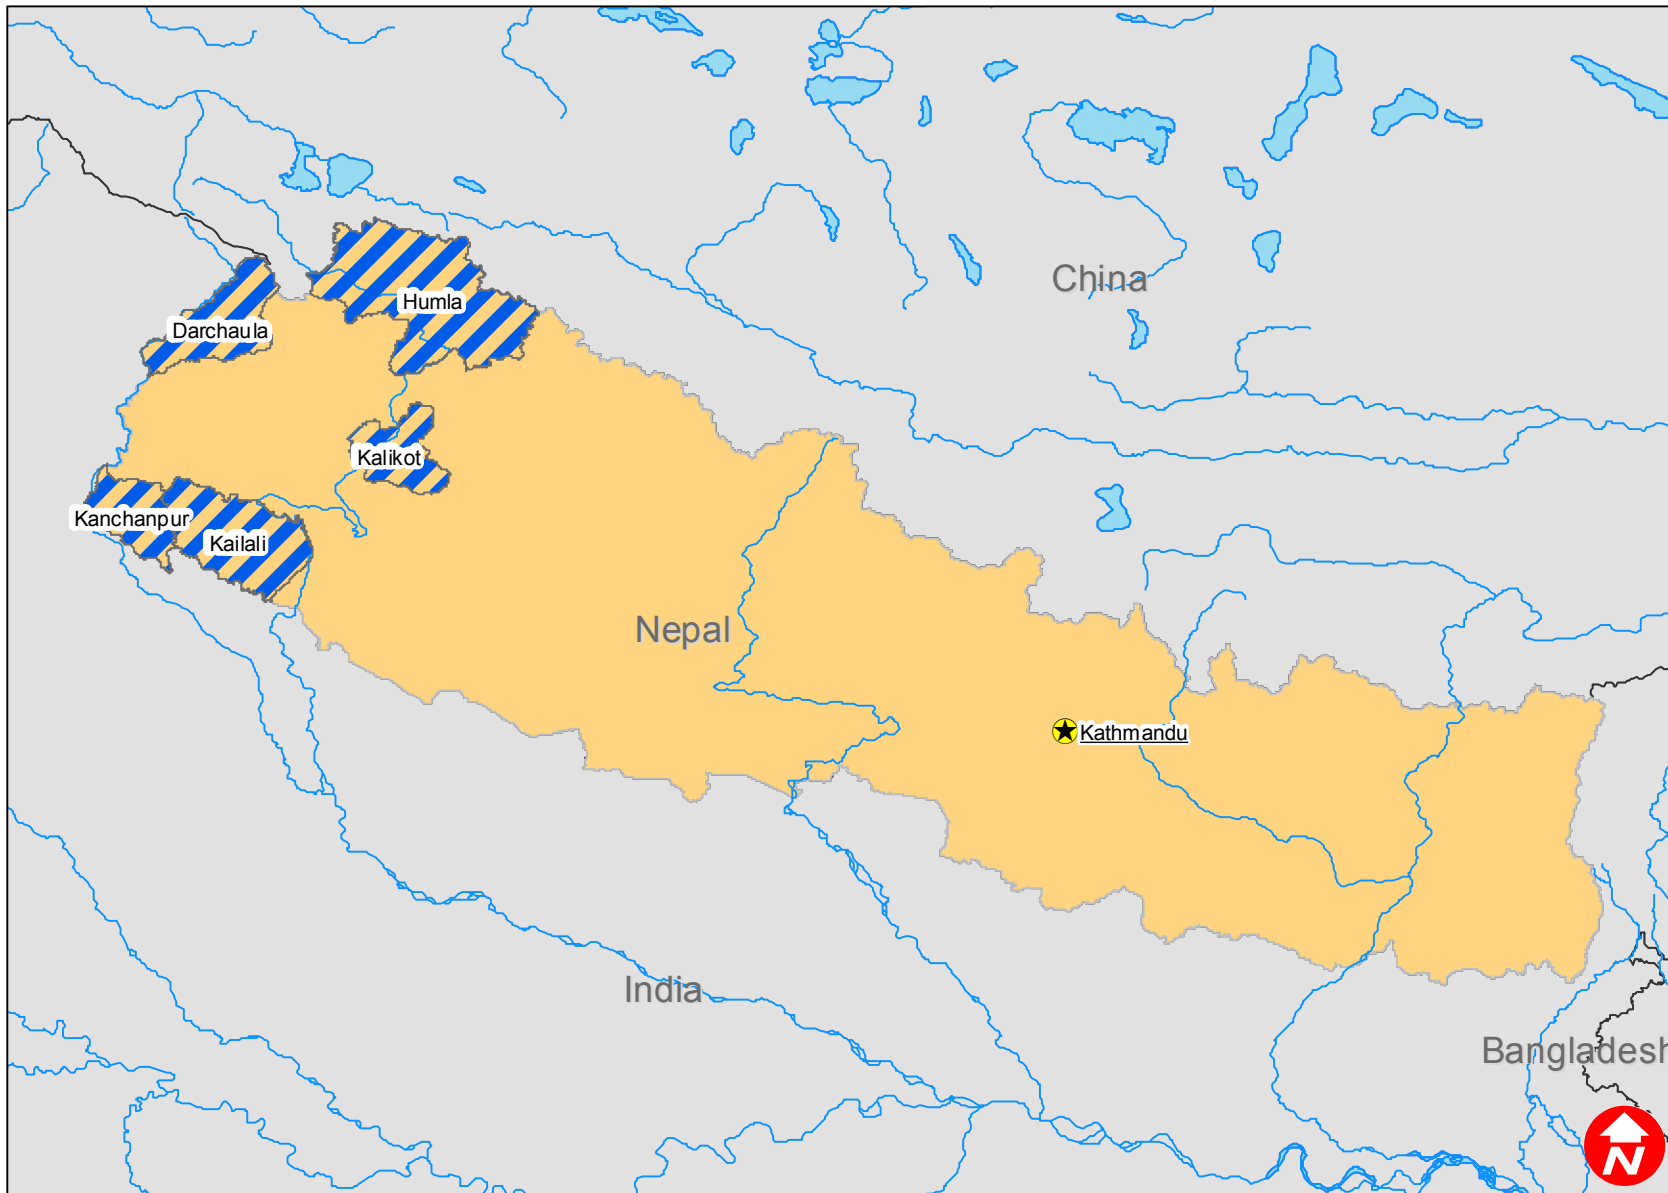 China
Humla
Darchaula
Kalikot
Kanchanpur
Kailali
Nepal
Kathmandu
India
Bangladesh
N